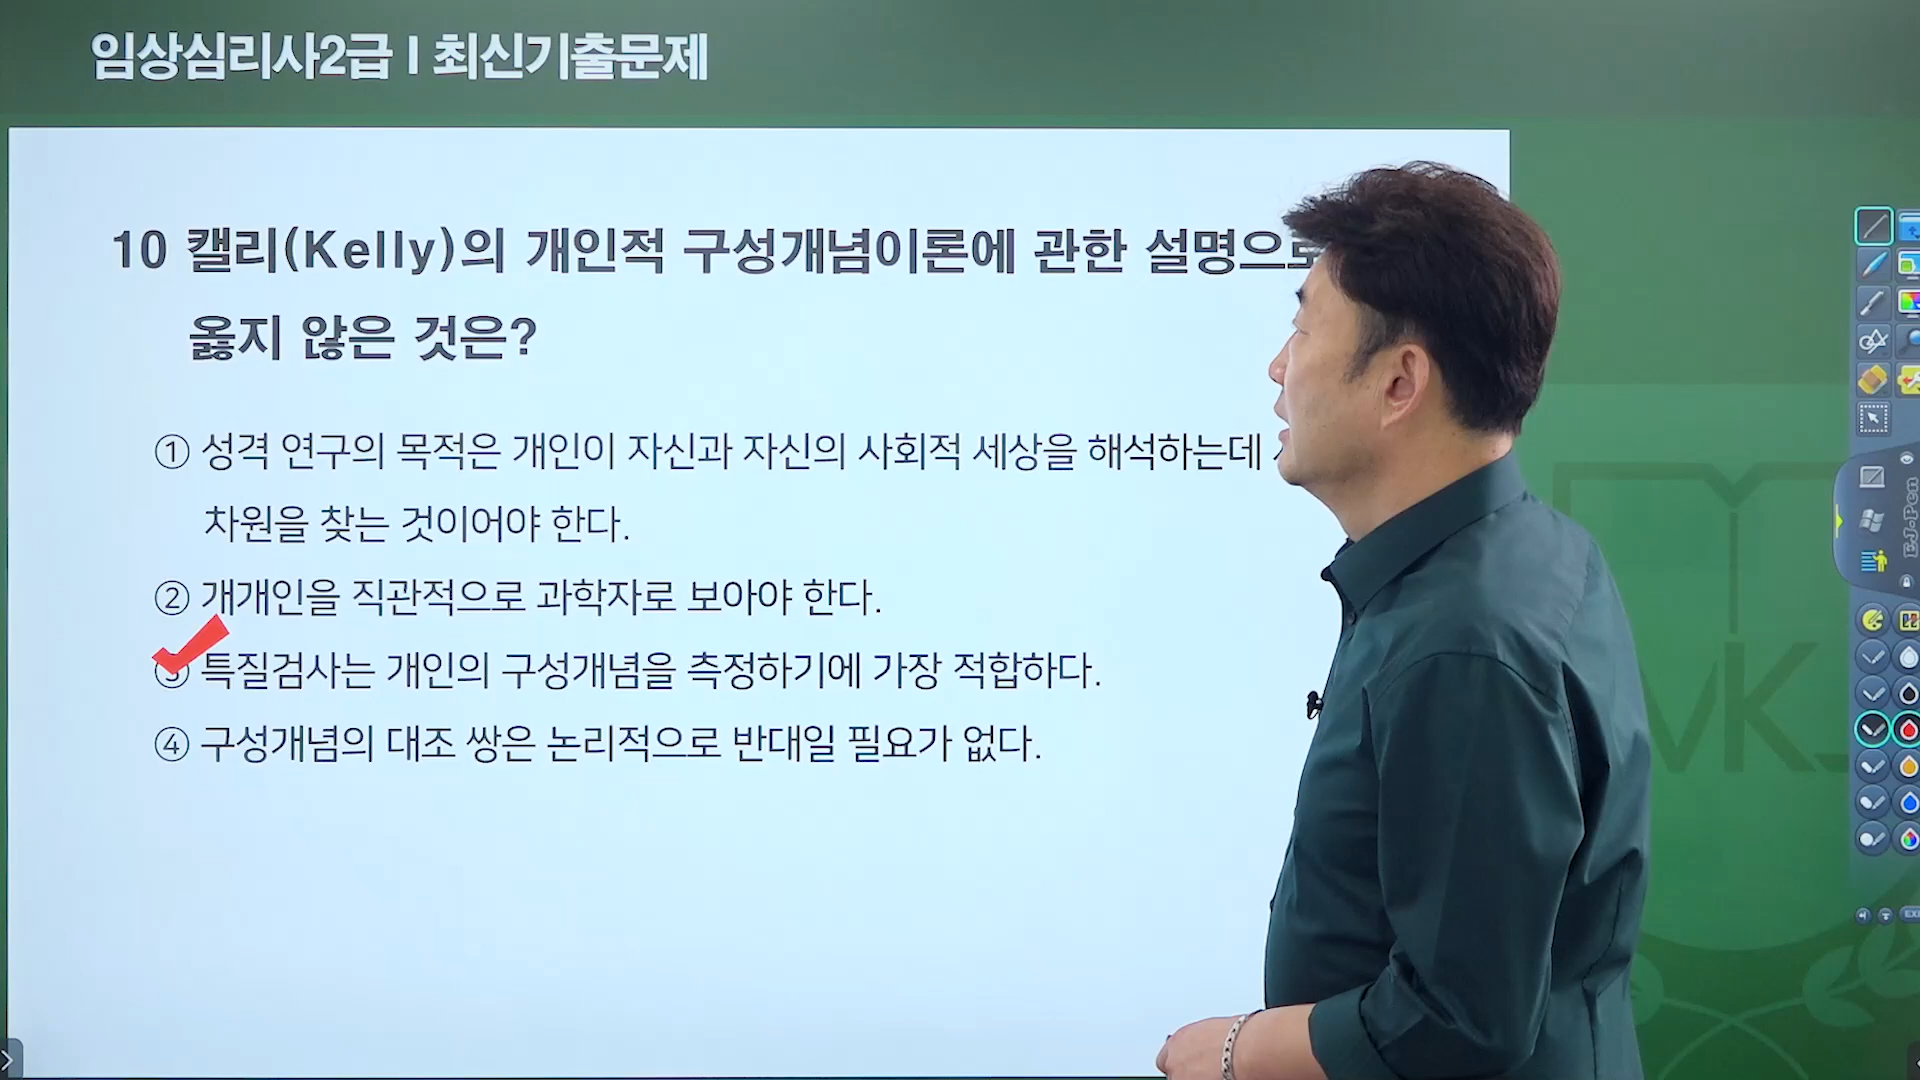 임상심리사2급 | 최신기출문제
10 캘리(Kelly)의 개인적 구성개념이론에 관한 설명으로
옳지 않은 것은?
① 성격 연구의 목적은 개인이 자신과 자신의 사회적 세상을 해석하는데
차원을 찾는 것이어야 한다.
② 개개인을 직관적으로 과학자로 보아야 한다.
③ 특질검사는 개인의 구성개념을 측정하기에 가장 적합하다.
④ 구성개념의 대조 쌍은 논리적으로 반대일 필요가 없다.
EJ-Pen